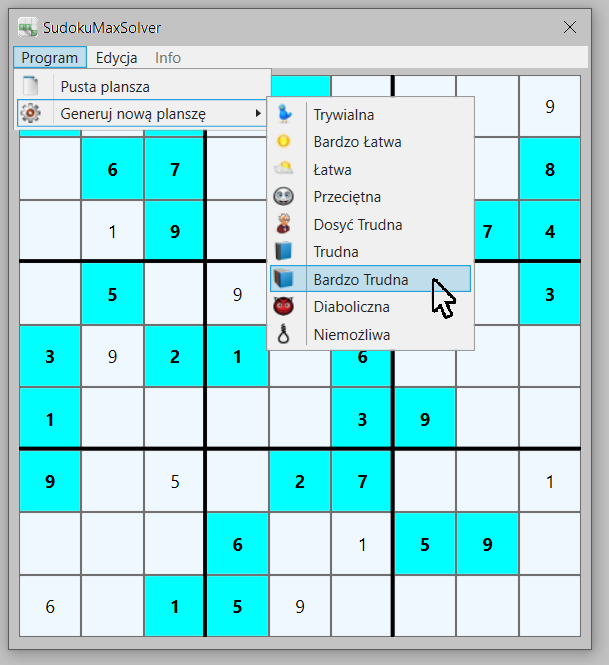 SudokuMaxSolver
Program Edycja Info
Pusta plansza
Generuj nową planszę
Trywialna
Bardzo Łatwa
Łatwa
Przeciętna
Dosyć Trudna
Trudna
Bardzo Trudna
Diaboliczna
Niemożliwa
9
6 7 8
1 9 7 4
5 9 3
3 9 2 1 6
1 3 9
9 5 2 7 1
6 1 5 9
6 1 5 9